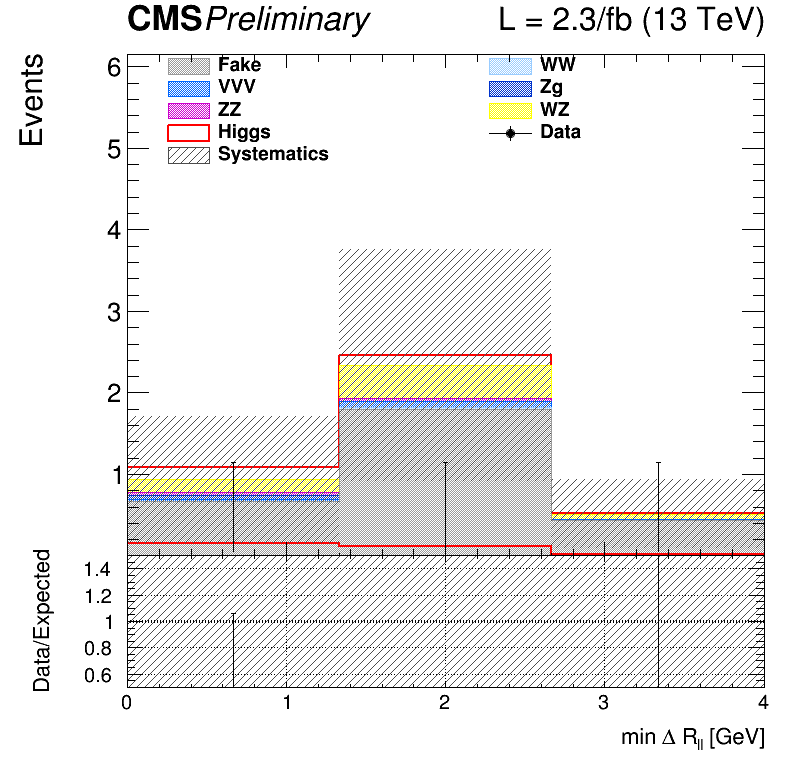 CMSPreliminary L = 2.3/fb (13 TeV)
Events
6
5
4
3
2
1
Fake WW
VVV Zg
ZZ WZ
Higgs Data
Systematics
Data/Expected
1.4
1.2
1
0.8
0.6
0 1 2 3 4
min Δ R_ll [GeV]